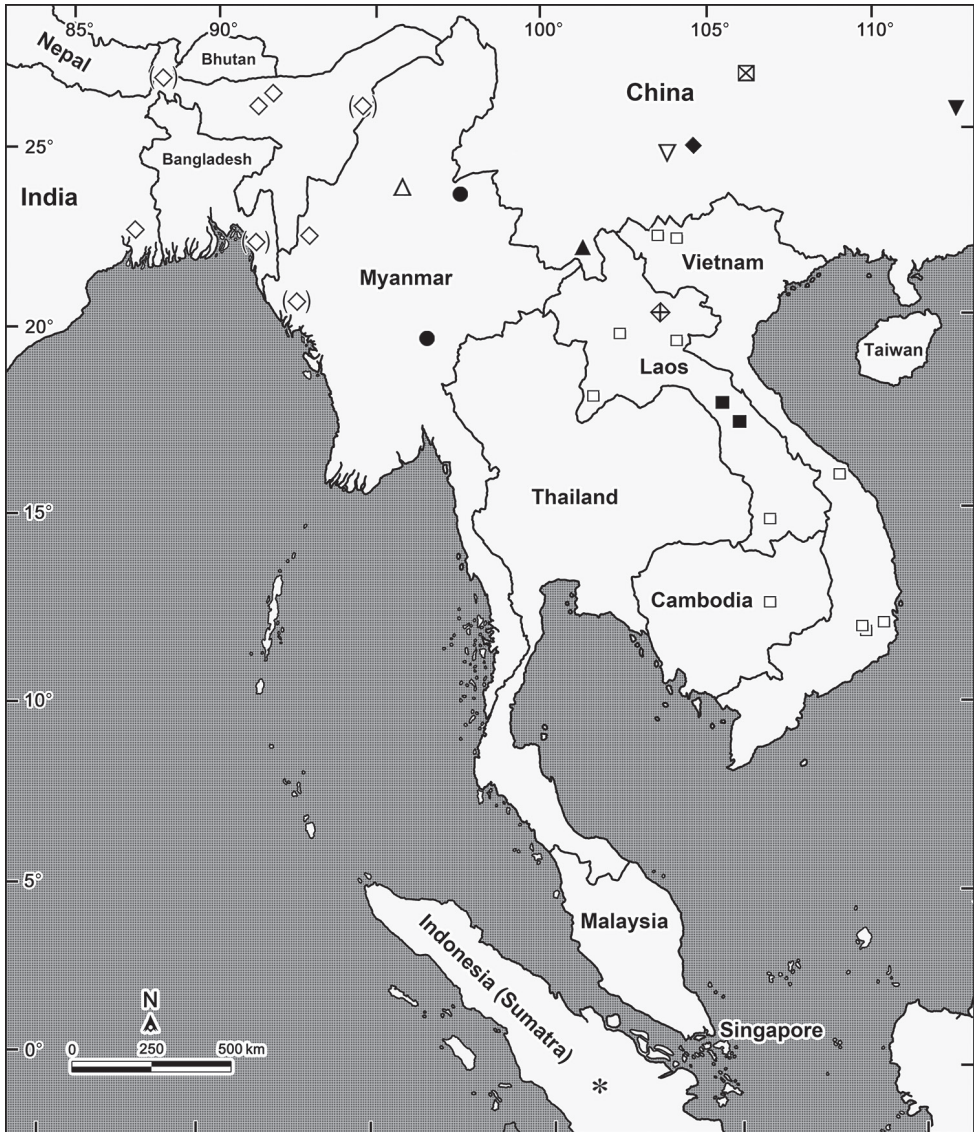 85°
90°
100°
105°
110°
Nepal
Bhutan
China
25°
Bangladesh
India
Vietnam
Myanmar
20°
Taiwan
Laos
Thailand
15°
Cambodia
10°
5°
Malaysia
Indonesia (Sumatra)
N
Singapore
0 250 500 km
0°
*